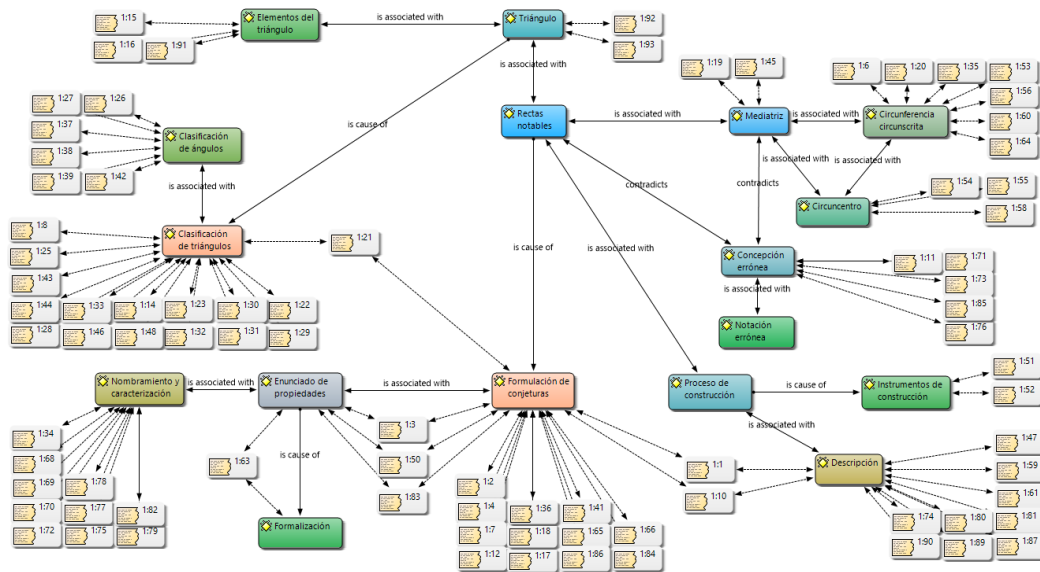 1:15
Elementos del
triángulo
is associated with
Triángulo
1:92
1:16
1:91
1:93
is associated with
1:19
1:45
1:6
1:20
1:35
1:53
1:27
1:26
1:56
1:37
Clasificación
de ángulos
is cause of
Rectas
notables
is associated with
Mediatriz
is associated with
Circunferencia
circunscrita
1:60
1:38
1:64
1:39
1:42
is associated with
is associated with
is associated with
contradicts
contradicts
1:54
1:55
Circuncentro
1:58
1:8
Clasificación
de triángulos
1:21
is cause of
is associated with
1:25
Concepción
errónea
1:11
1:71
1:43
1:73
is associated with
1:44
1:33
1:14
1:23
1:30
1:22
1:85
1:28
1:46
1:48
1:32
1:31
1:29
Notación
errónea
1:76
1:51
Nombramiento y
caracterización
is associated with
Enunciado de
propiedades
is associated with
Formulación de
conjeturas
Proceso de
construcción
is cause of
Instrumentos de
construcción
1:52
1:34
1:3
is associated with
1:47
1:68
1:63
is cause of
1:50
1:1
Descripción
1:59
1:69
1:78
1:2
1:83
1:10
1:61
1:70
1:77
1:82
1:4
1:36
1:41
1:74
1:80
1:81
1:72
1:75
1:79
Formalización
1:7
1:18
1:65
1:66
1:90
1:89
1:87
1:12
1:17
1:86
1:84